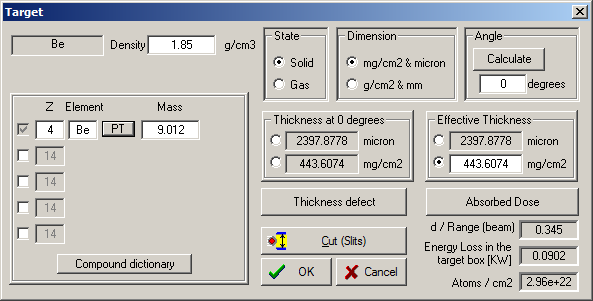 Target
Be Density 1.85 g/cm3
State
Solid
Gas
Dimension
mg/cm2 & micron
g/cm2 & mm
Angle
Calculate
0 degrees
Z Element Mass
4 Be PT 9.012
14
14
14
14
Compound dictionary
Thickness at 0 degrees
2397.8778 micron
443.6074 mg/cm2
Effective Thickness
2397.8778 micron
443.6074 mg/cm2
Thickness defect
Absorbed Dose
Cut (Slits)
OK
Cancel
d / Range (beam) 0.345
Energy Loss in the
target box [KW] 0.0902
Atoms / cm2 2.96e+22